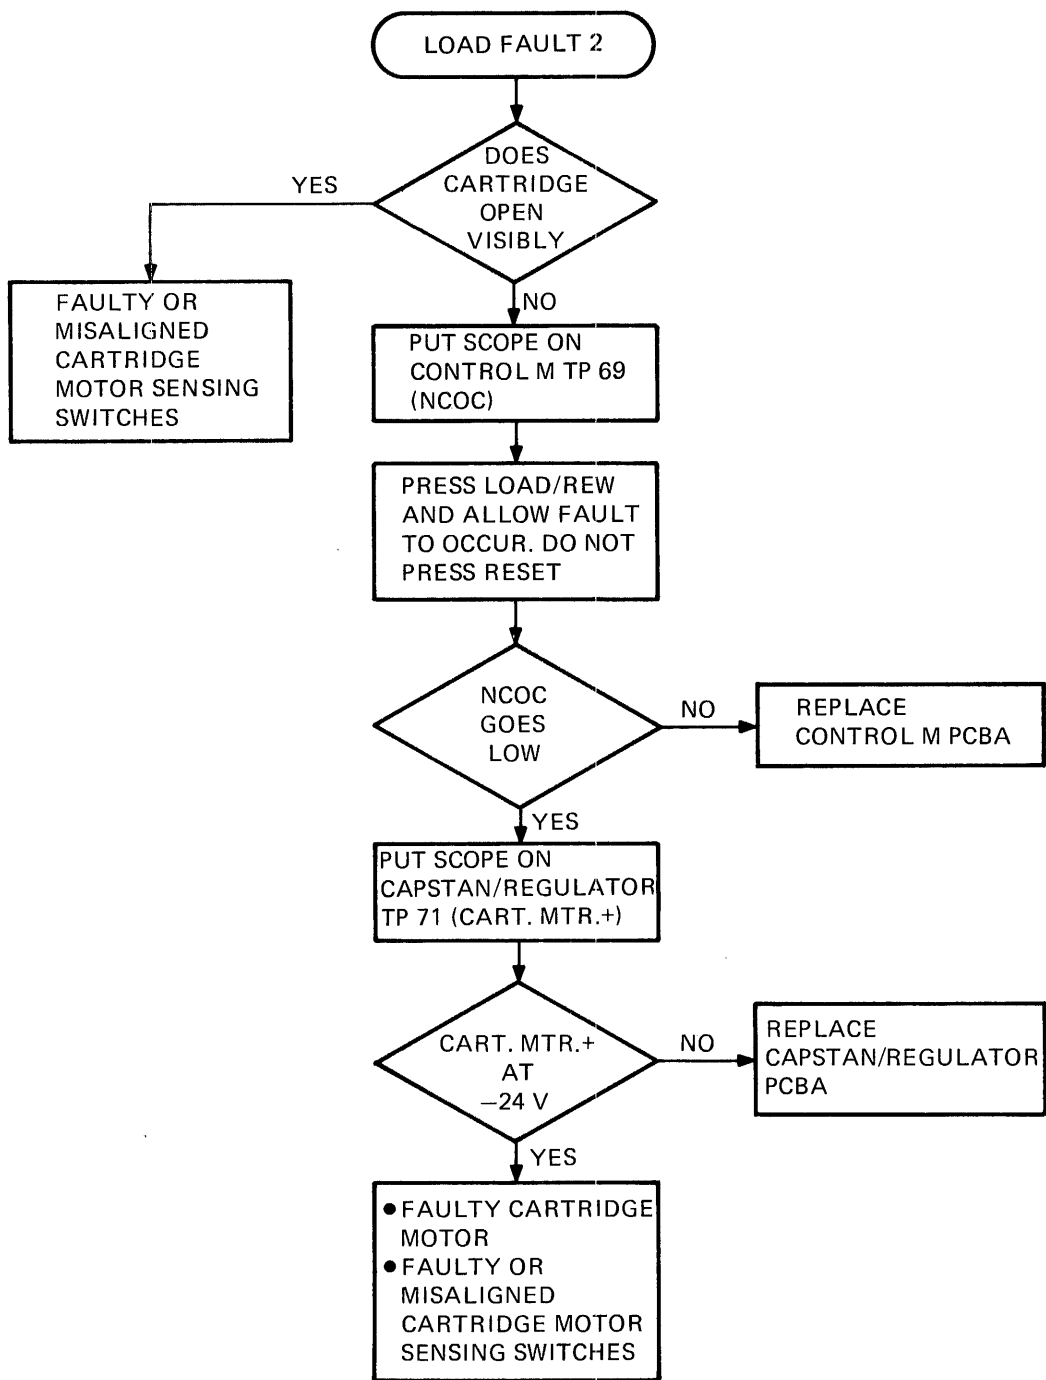 LOAD FAULT 2
DOES
CARTRIDGE
OPEN
VISIBLY
YES
FAULTY OR
MISALIGNED
CARTRIDGE
MOTOR SENSING
SWITCHES
NO
PUT SCOPE ON
CONTROL M TP 69
(NCOC)
PRESS LOAD/REW
AND ALLOW FAULT
TO OCCUR. DO NOT
PRESS RESET
NCOC
GOES
LOW
NO
REPLACE
CONTROL M PCBA
YES
PUT SCOPE ON
CAPSTAN/REGULATOR
TP 71 (CART. MTR.+)
CART. MTR.+
AT
—24 V
NO
REPLACE
CAPSTAN/REGULATOR
PCBA
YES
● FAULTY CARTRIDGE
MOTOR
● FAULTY OR
MISALIGNED
CARTRIDGE MOTOR
SENSING SWITCHES